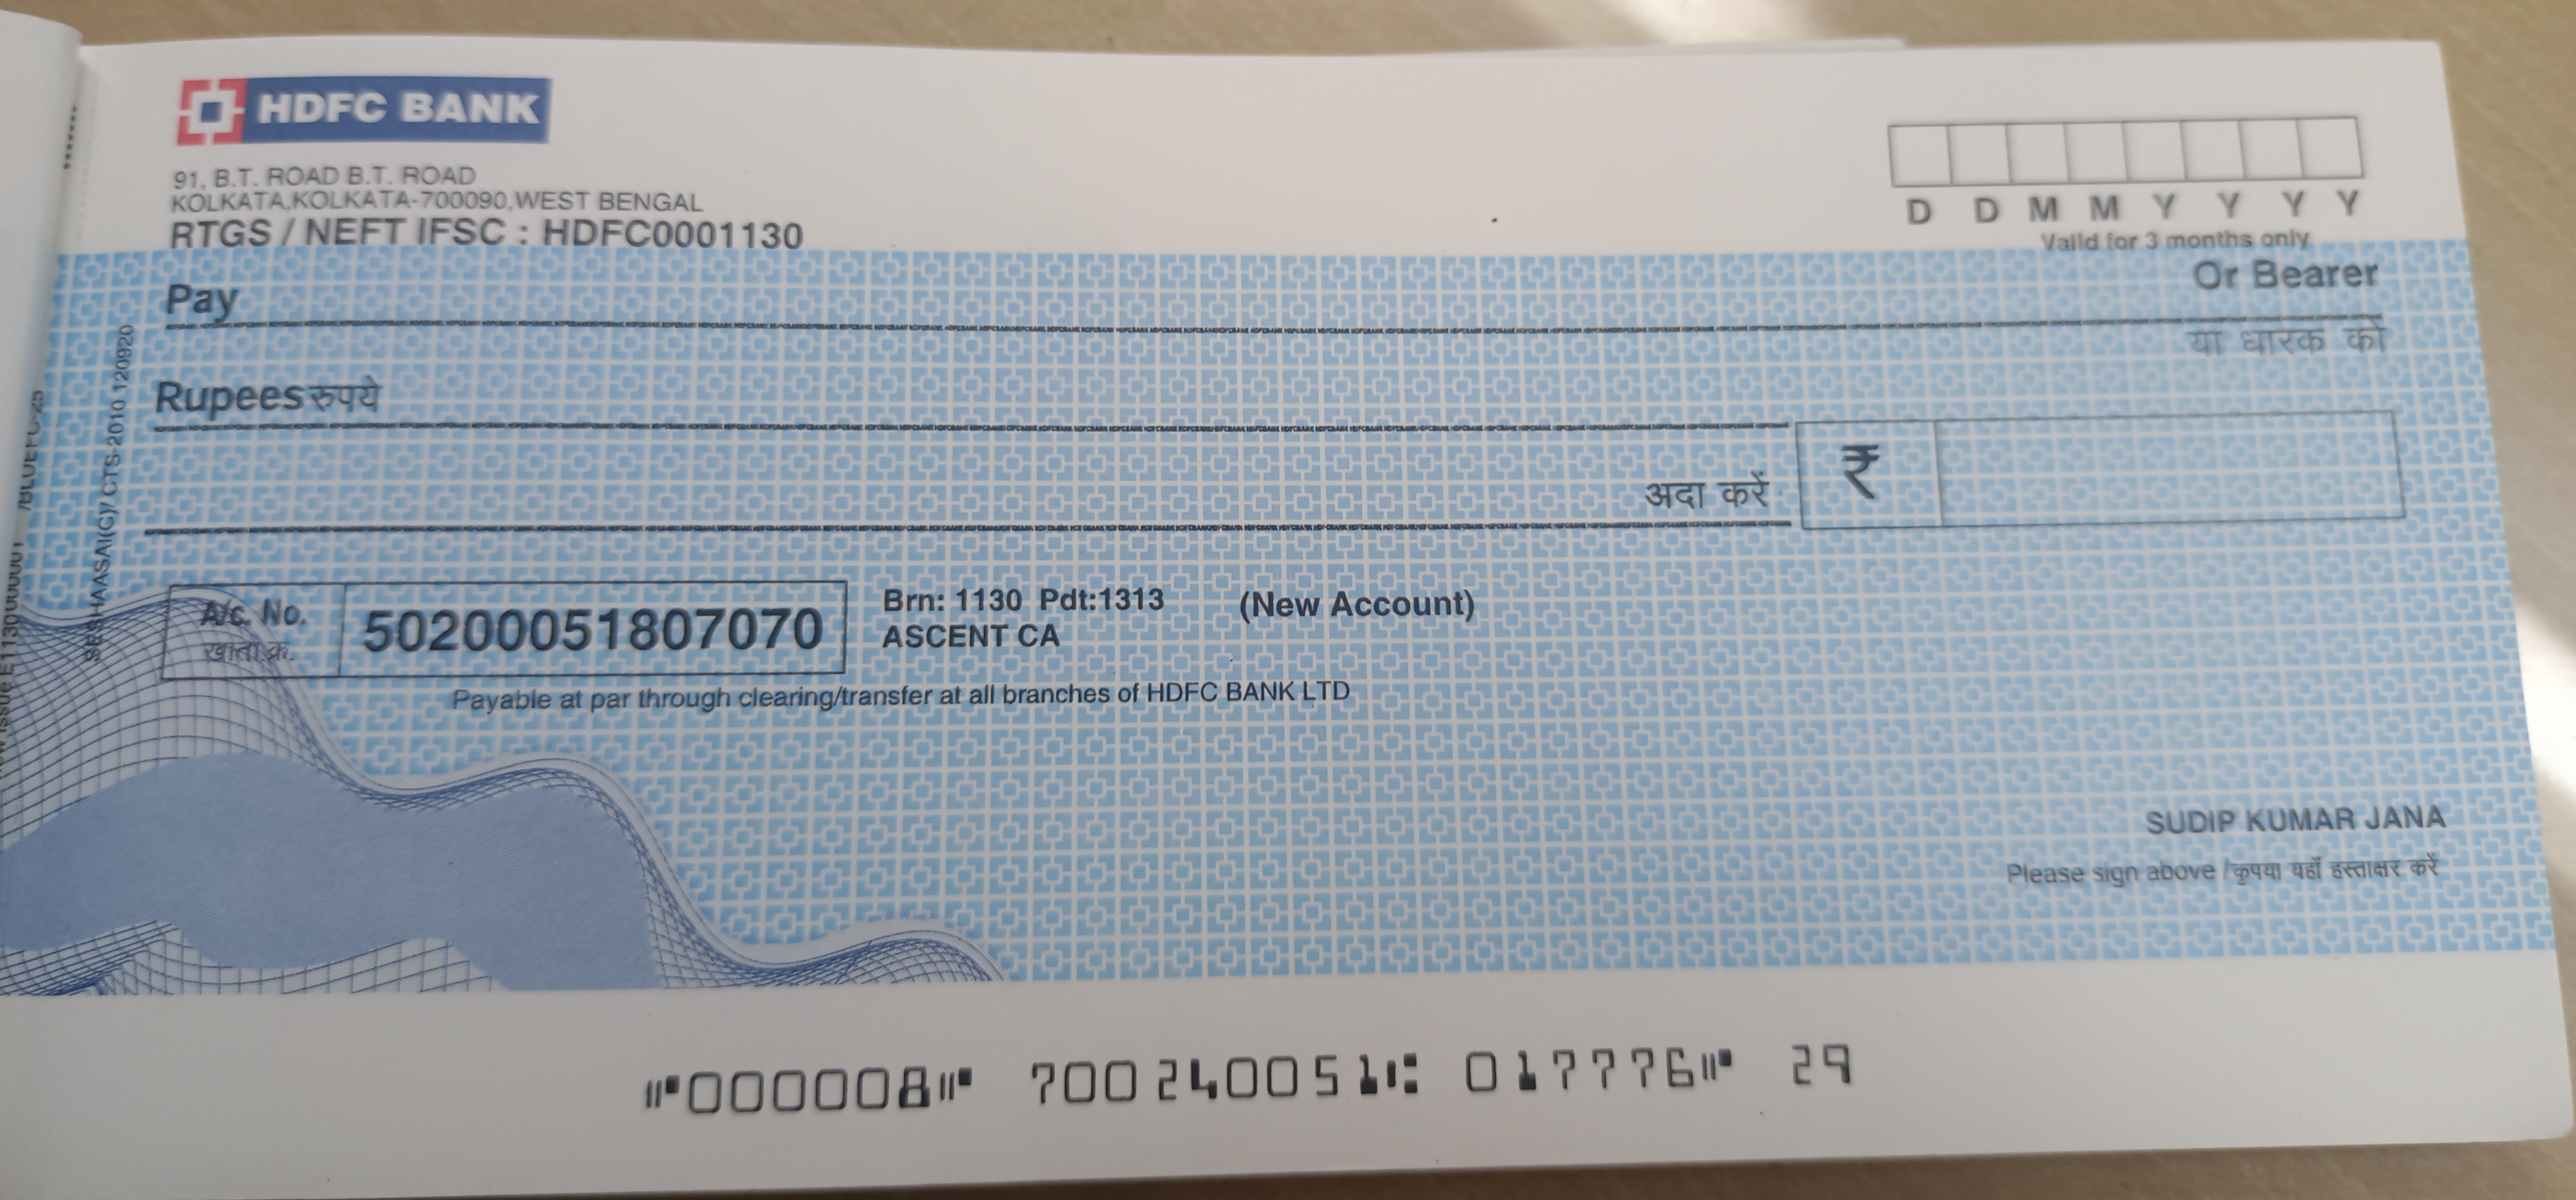 HDFC BANK
91, B.T. ROAD B.T. ROAD
KOLKATA,KOLKATA-700090,WEST BENGAL
RTGS / NEFT IFSC : HDFC0001130
D D M M Y Y Y Y
Valid for 3 months only
Pay
Or Bearer
या धारक को
Rupees रुपये
अदा करें
₹
A/c. No.
खाता क्र.
50200051807070
Brn: 1130 Pdt:1313 (New Account)
ASCENT CA
Payable at par through clearing/transfer at all branches of HDFC BANK LTD
SUDIP KUMAR JANA
Please sign above / कृपया यहाँ हस्ताक्षर करें
⑈000008⑈ 700240051⑆ 017776⑈ 29
SESHAASAI(C)/ CTS-2010 120920